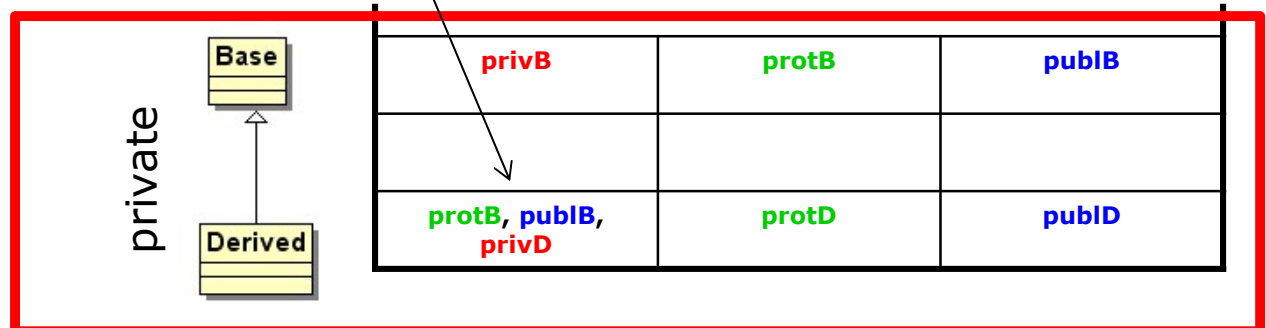 private
Base
privB
protB
publB
Derived
protB, publB,
privD
protD
publD